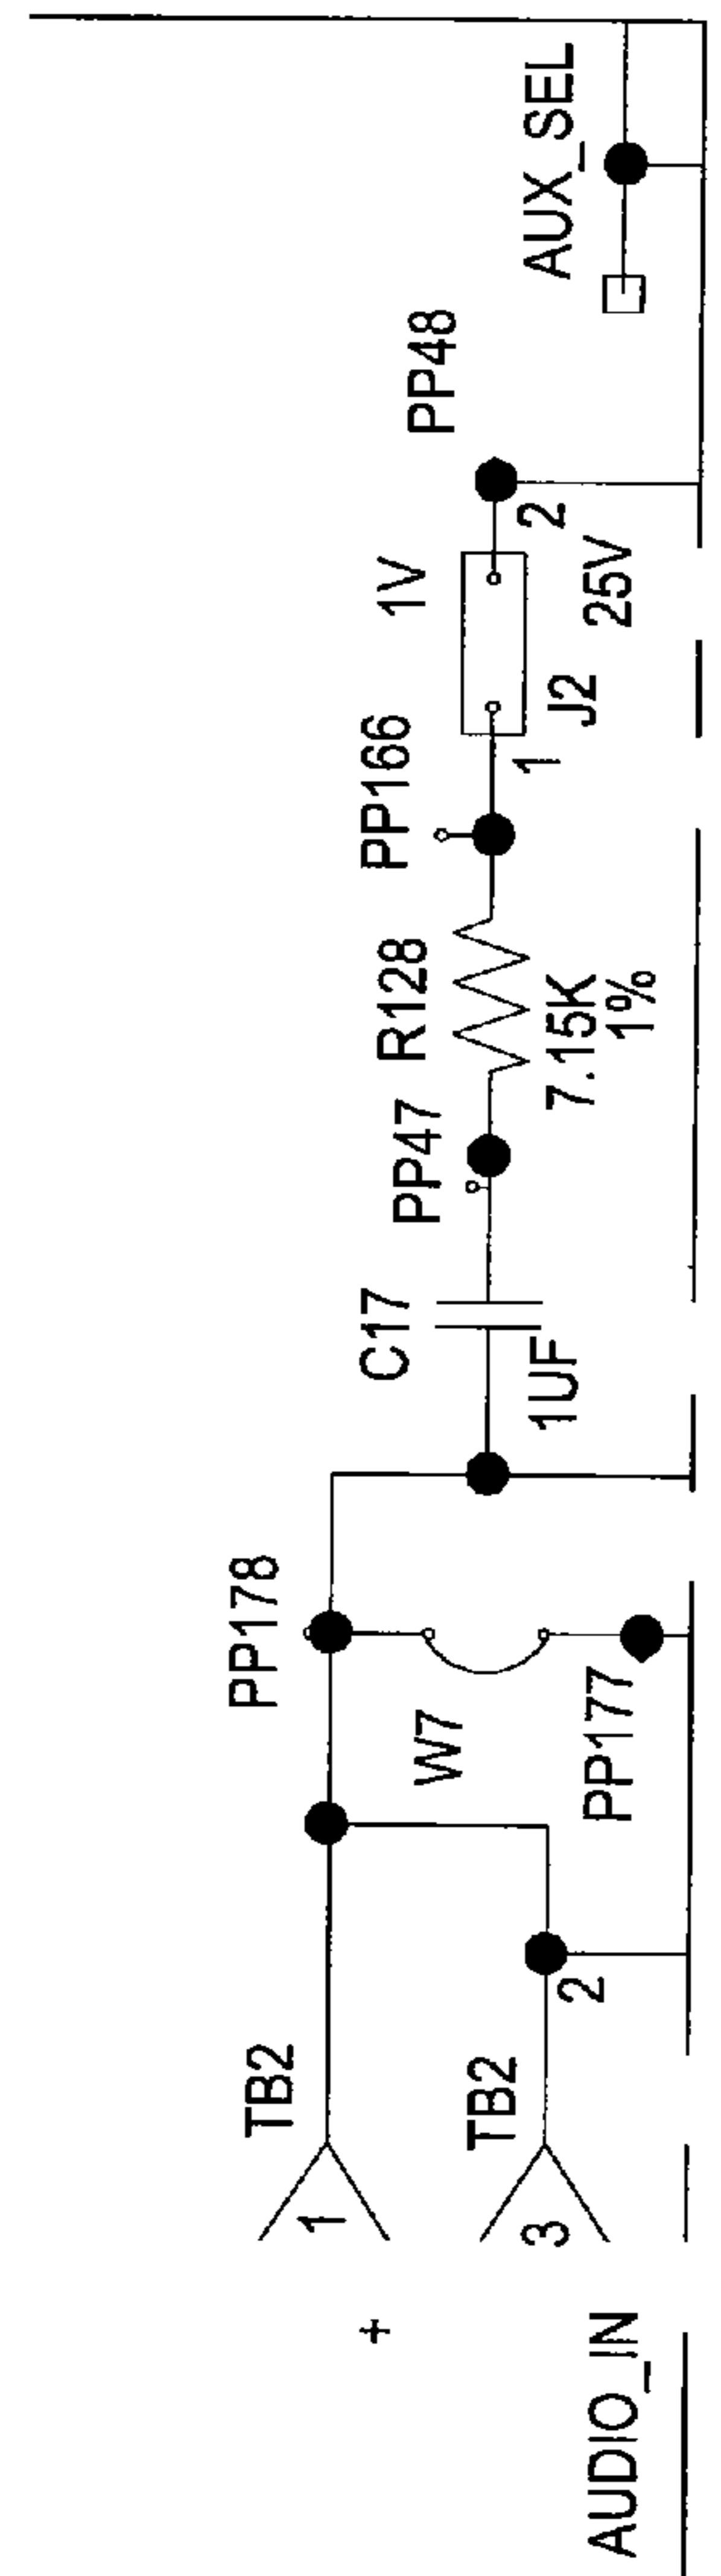 AUDIO_IN
+
TB2
1
TB2
3
2
PP178
W7
PP177
C17
1UF
PP47
R128
7.15K
1%
PP166
1
J2
1V
25V
2
PP48
AUX_SEL